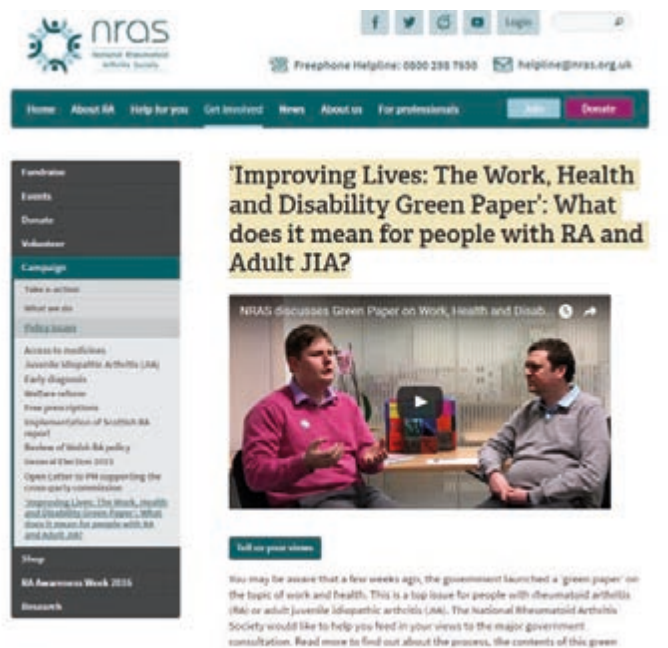 nras
National Rheumatoid
Arthritis Society
Login
Freephone Helpline: 0800 298 7650
helpline@nras.org.uk
Home About RA Help for you Get Involved News About us For professionals
Join
Donate
Fundraise
Events
Donate
Volunteer
Campaign
Take a action
What we do
Policy issues
Access to medicines
Juvenile Idiopathic Arthritis (JIA)
Early diagnosis
Welfare reform
Free prescriptions
Implementation of Scottish RA
report
Review of Welsh RA policy
General Election 2015
Open Letter to PM supporting the
cross-party commission
'Improving Lives: The Work, Health
and Disability Green Paper': What
does it mean for people with RA
and Adult JIA?
Shop
RA Awareness Week 2016
Research
'Improving Lives: The Work, Health
and Disability Green Paper': What
does it mean for people with RA and
Adult JIA?
NRAS discusses Green Paper on Work, Health and Disab...
Tell us your views
You may be aware that a few weeks ago, the government launched a 'green paper' on
the topic of work and health. This is a top issue for people with rheumatoid arthritis
(RA) or adult juvenile idiopathic arthritis (JIA). The National Rheumatoid Arthritis
Society would like to help you feed in your views to the major government
consultation. Read more to find out about the process, the contents of this green